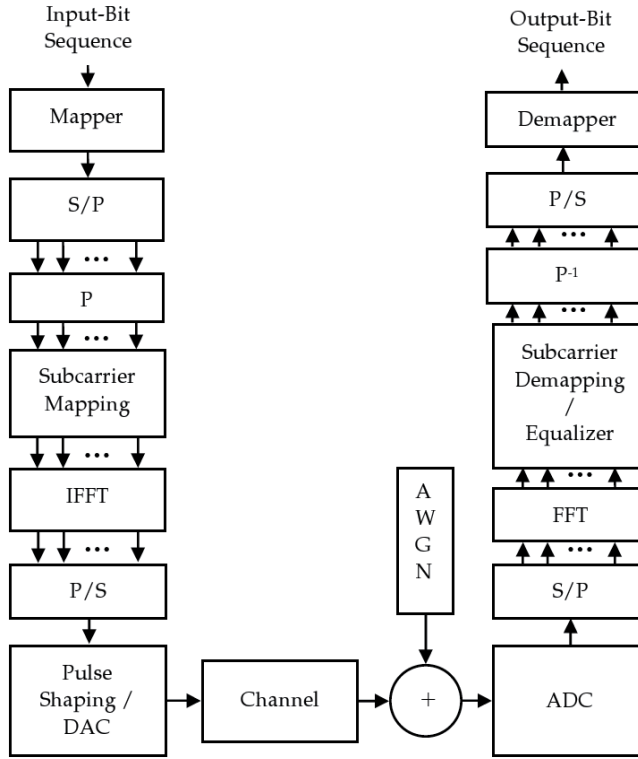 Input-Bit
Sequence
Mapper
S/P
...
P
...
Subcarrier
Mapping
...
IFFT
...
P/S
Pulse
Shaping /
DAC
Channel
A
W
G
N
+
Output-Bit
Sequence
Demapper
P/S
...
P-1
...
Subcarrier
Demapping
/
Equalizer
...
FFT
...
S/P
ADC